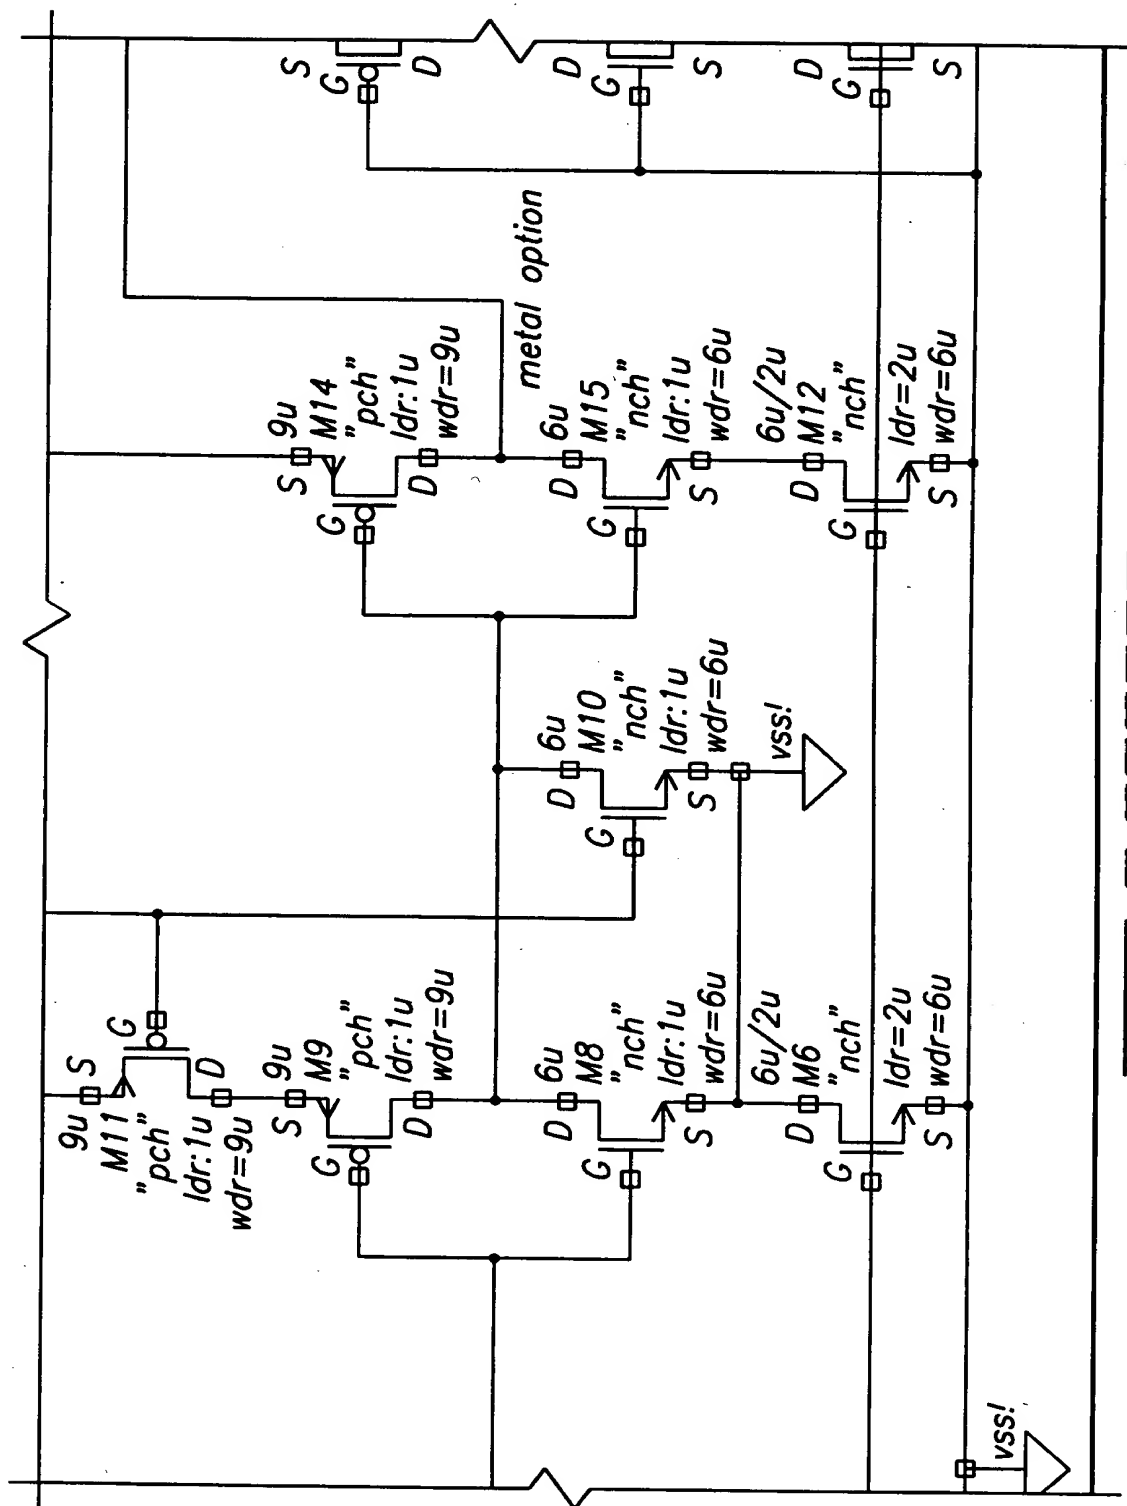 9u
S
M11
"pch"
ldr:1u
wdr=9u
G
D
9u
S
M9
"pch"
ldr:1u
wdr=9u
G
D
6u
D
M8
"nch"
ldr:1u
wdr=6u
G
S
6u/2u
D
M6
"nch"
ldr=2u
wdr=6u
G
S
vss!
6u
D
M10
"nch"
ldr:1u
wdr=6u
G
S
vss!
9u
S
M14
"pch"
ldr:1u
wdr=9u
G
D
metal option
6u
D
M15
"nch"
ldr:1u
wdr=6u
G
S
6u/2u
D
M12
"nch"
ldr=2u
wdr=6u
G
S
S
G
D
D
G
S
D
G
S